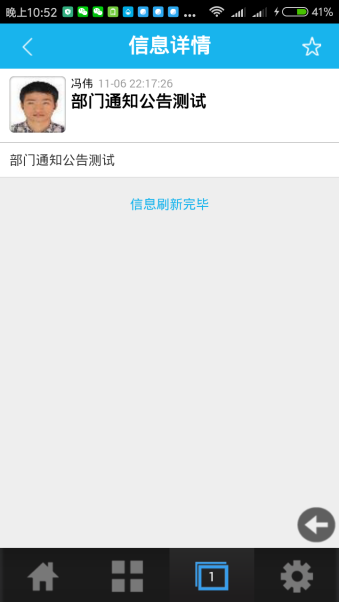 晚上10:52 ... 41%
信息详情
冯伟 11-06 22:17:26
部门通知公告测试
部门通知公告测试
信息刷新完毕
1